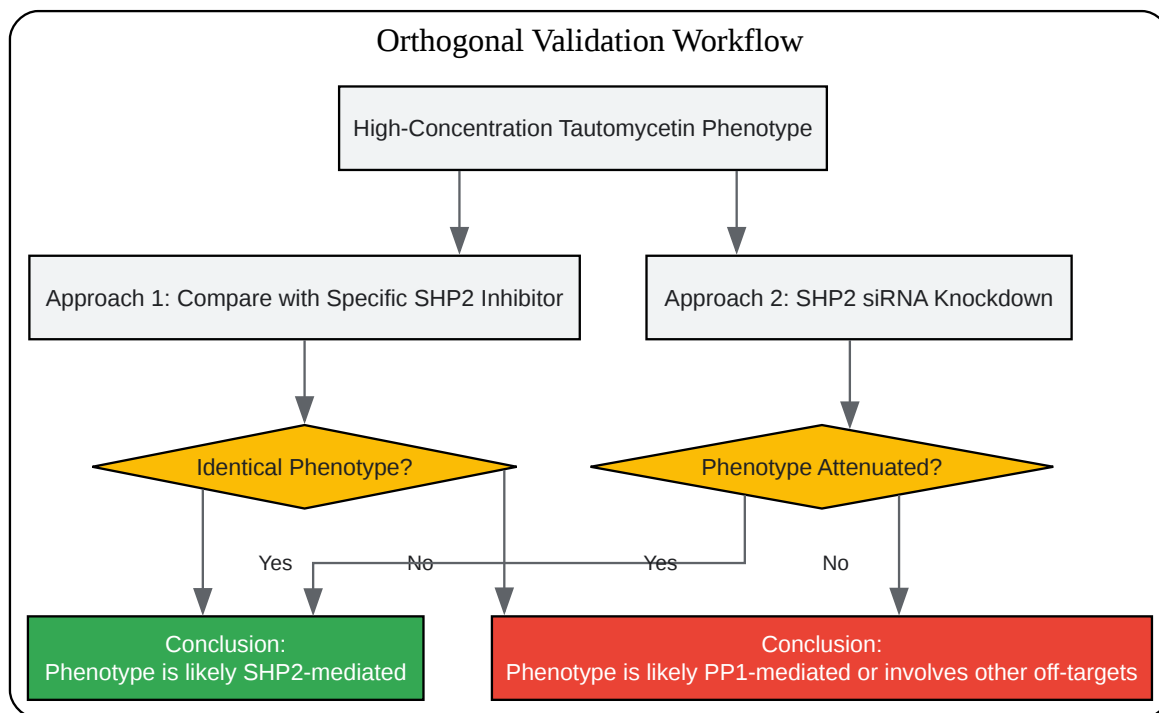 Orthogonal Validation Workflow
High-Concentration Tautomycetin Phenotype
Approach 1: Compare with Specific SHP2 Inhibitor
Approach 2: SHP2 siRNA Knockdown
Identical Phenotype?
Phenotype Attenuated?
Yes
No
Yes
No
Conclusion:
Phenotype is likely SHP2-mediated
Conclusion:
Phenotype is likely PP1-mediated or involves other off-targets